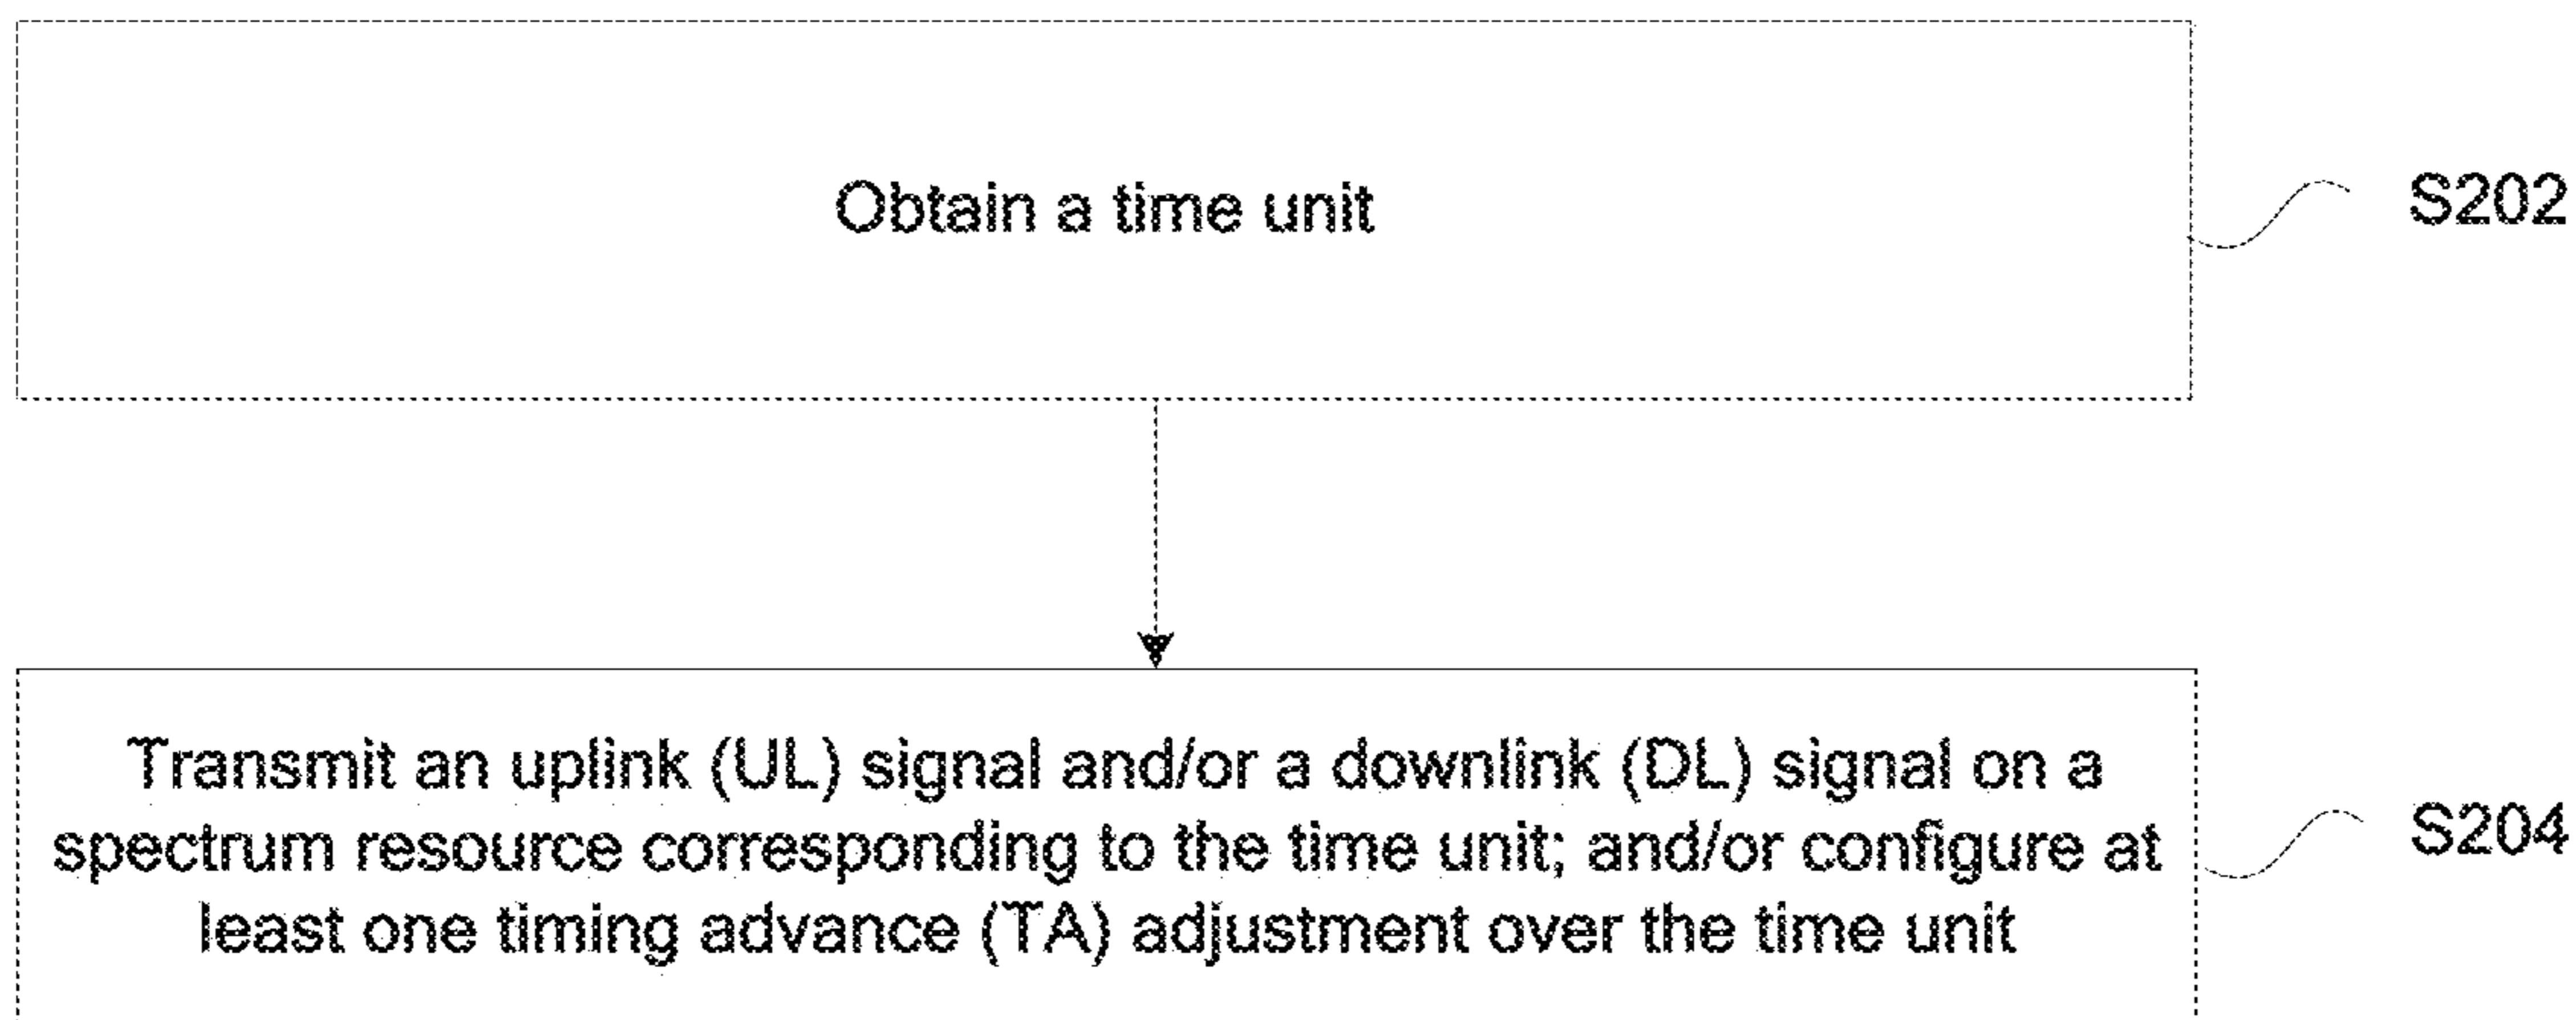 Obtain a time unit
S202
Transmit an uplink (UL) signal and/or a downlink (DL) signal on a
spectrum resource corresponding to the time unit; and/or configure at
least one timing advance (TA) adjustment over the time unit
S204